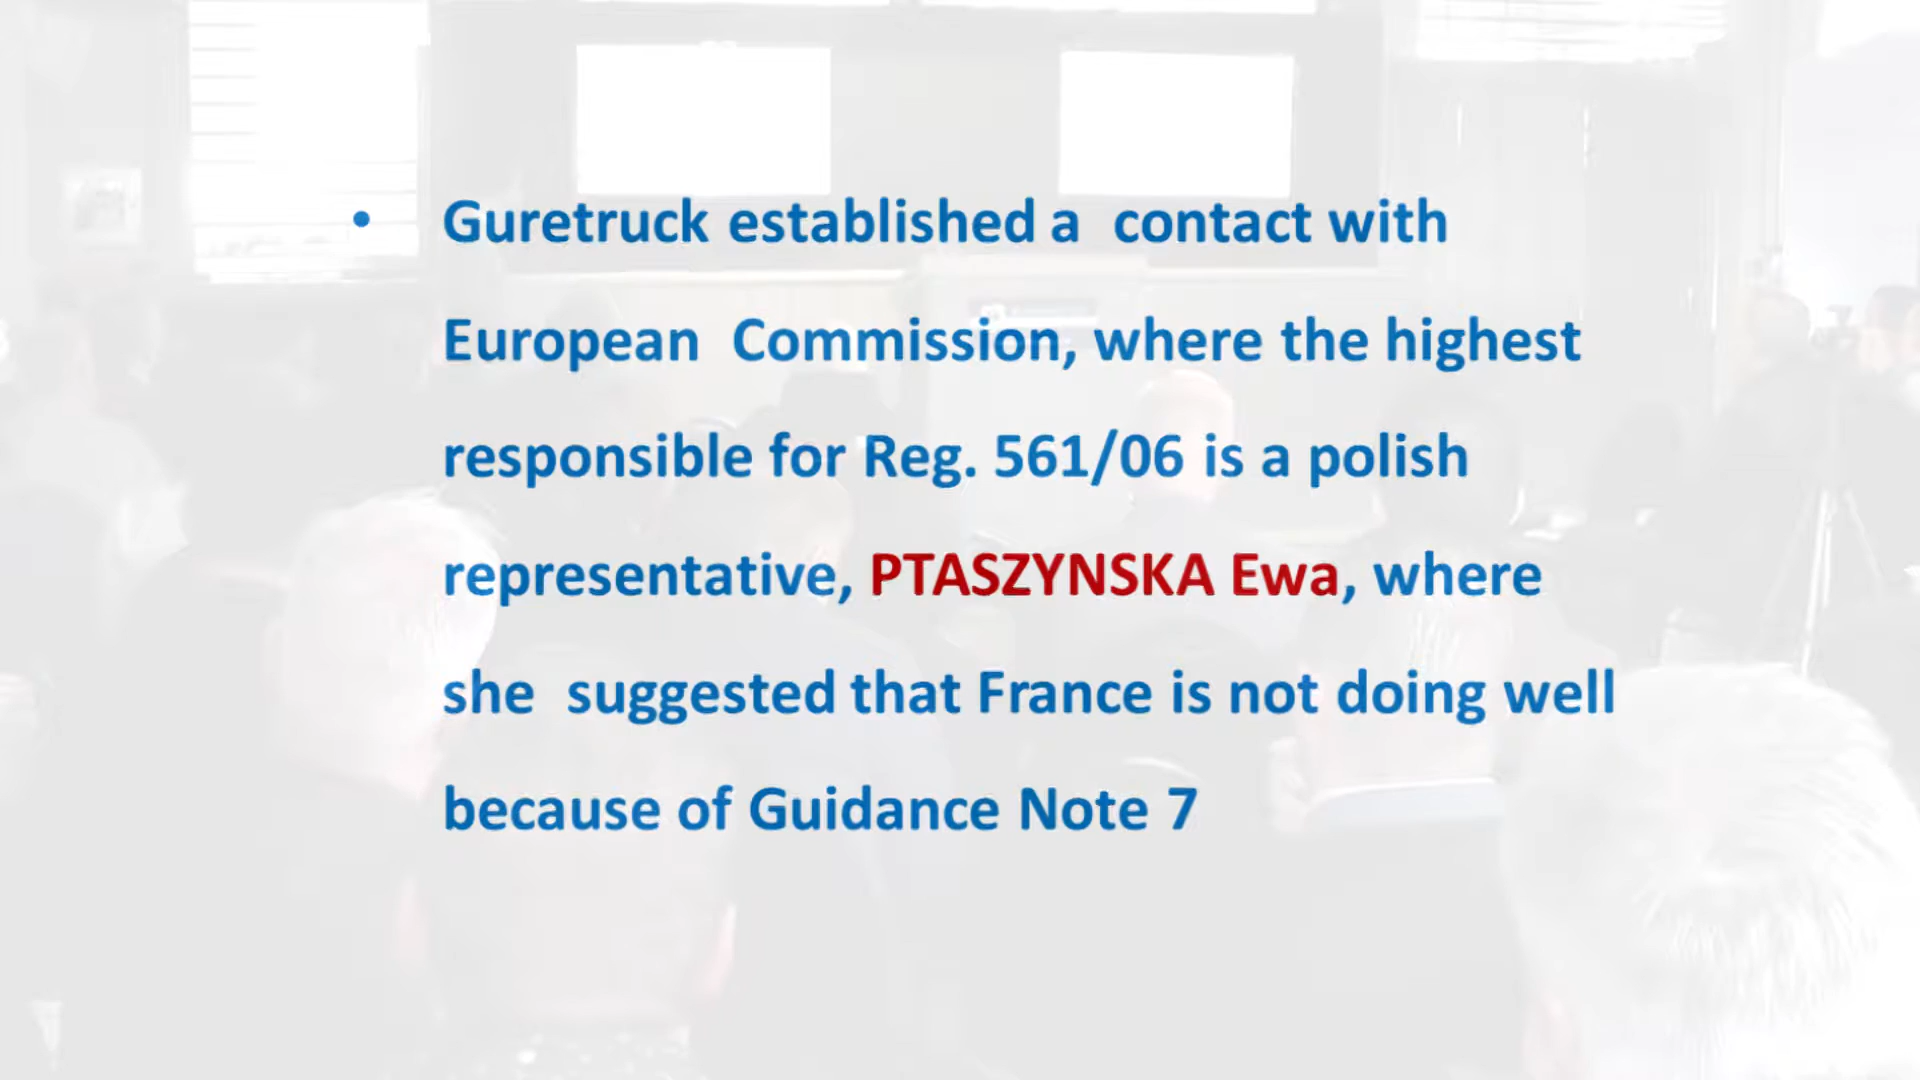 • Guretruck established a contact with
European Commission, where the highest
responsible for Reg. 561/06 is a polish
representative, PTASZYNSKA Ewa, where
she suggested that France is not doing well
because of Guidance Note 7